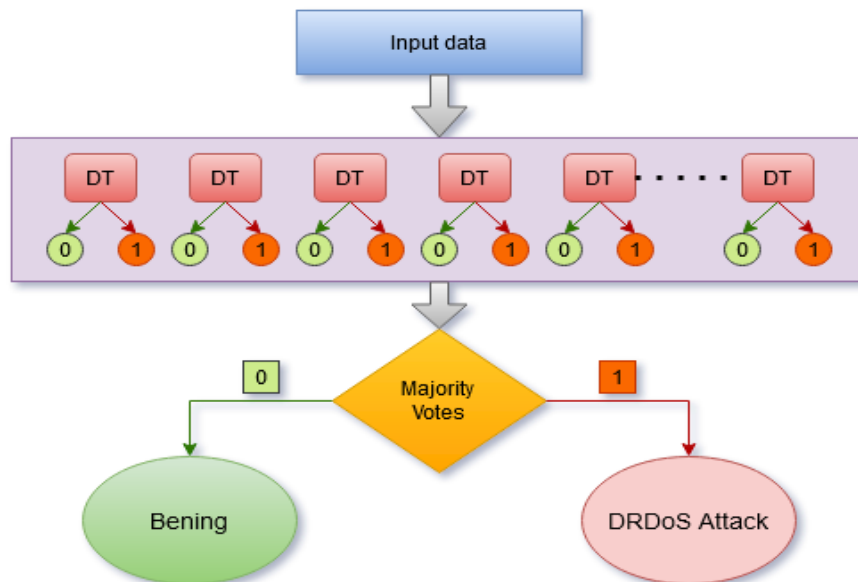 Input data
DT DT DT DT DT DT
0 1 0 1 0 1 0 1 0 1 0 1
0 1
Majority
Votes
Bening DRDoS Attack